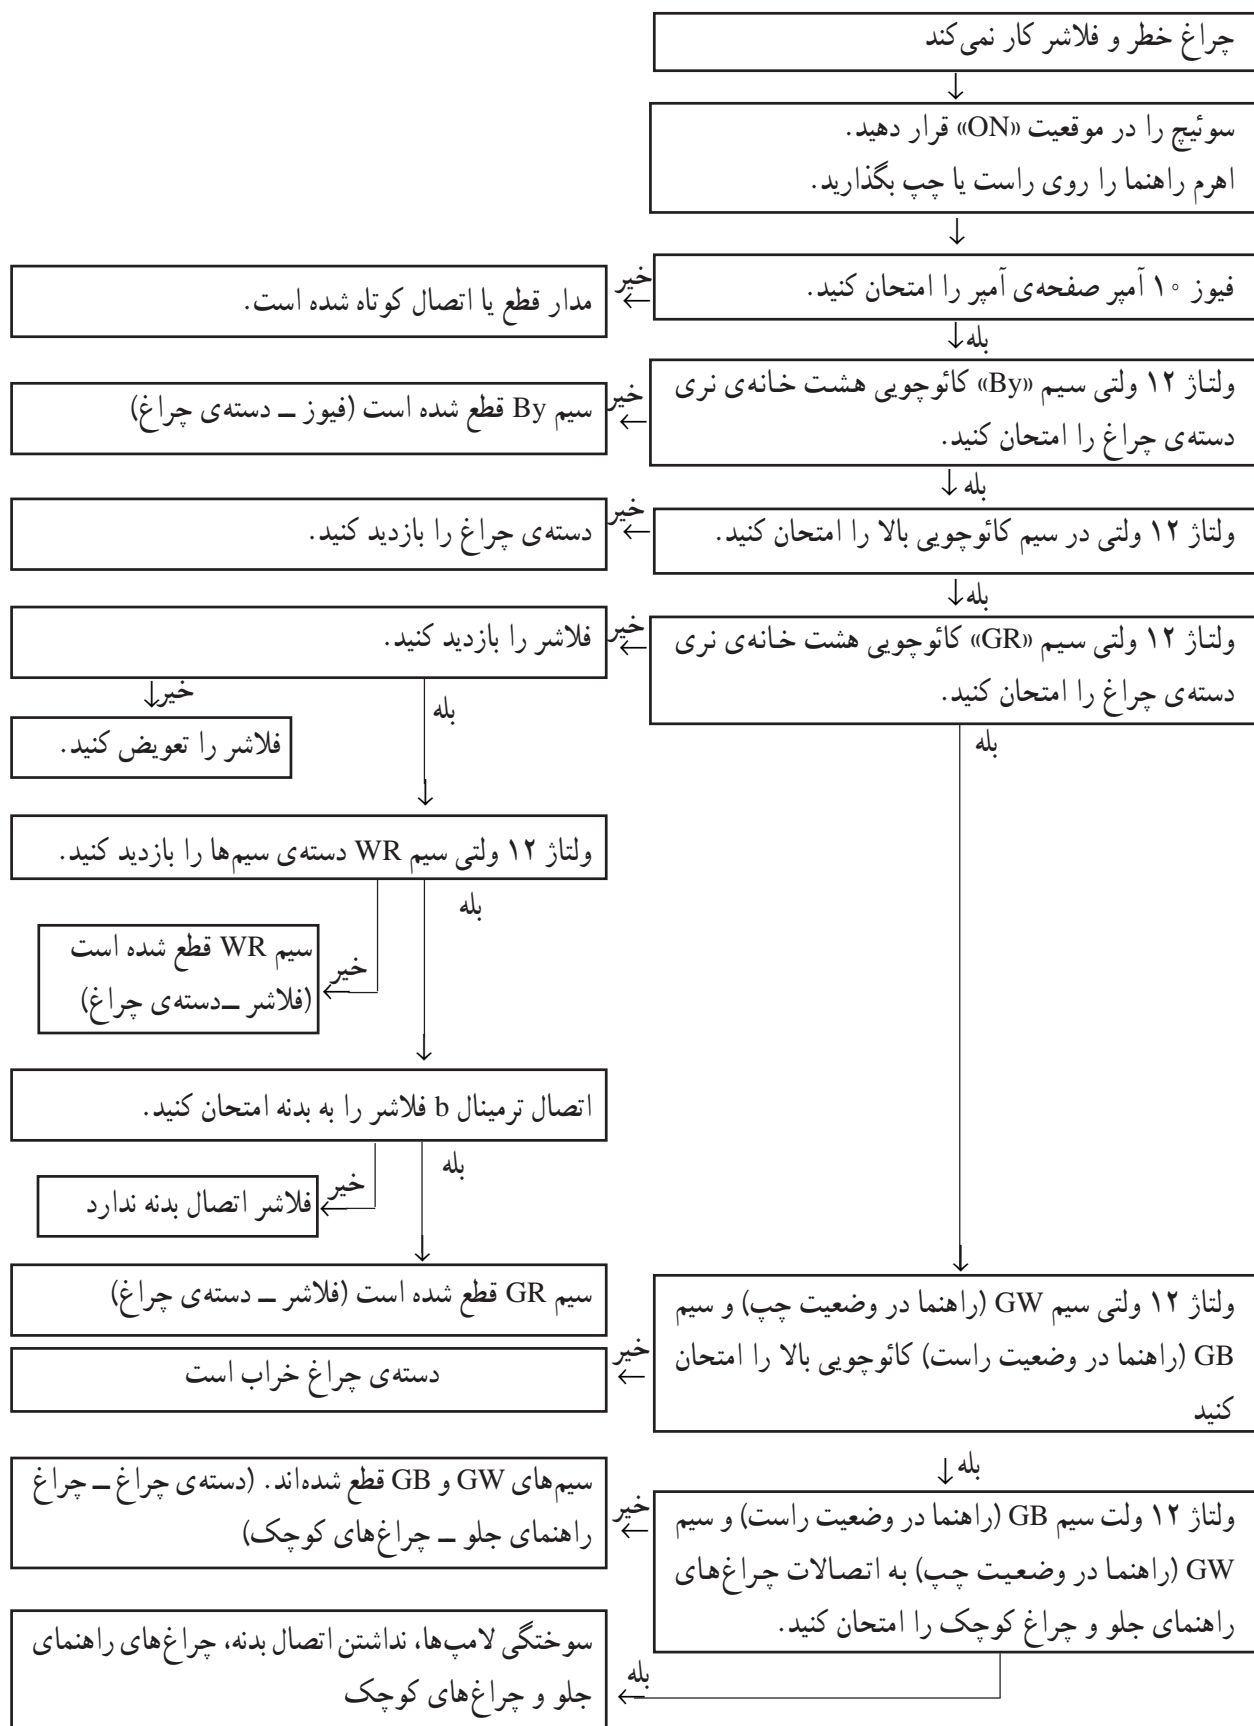 چراغ خطر و فلاشر کار نمی‌کند
سوئیچ را در موقعیت «ON» قرار دهید.
اهرم راهنما را روی راست یا چپ بگذارید.
فیوز ۱۰ آمپر صفحه‌ی آمپر را امتحان کنید.
خیر
مدار قطع یا اتصال کوتاه شده است.
بله
ولتاژ ۱۲ ولتی سیم «By» کائوچویی هشت خانه‌ی نری
دسته‌ی چراغ را امتحان کنید.
خیر
سیم By قطع شده است (فیوز ــ دسته‌ی چراغ)
بله
ولتاژ ۱۲ ولتی در سیم کائوچویی بالا را امتحان کنید.
خیر
دسته‌ی چراغ را بازدید کنید.
بله
ولتاژ ۱۲ ولتی سیم «GR» کائوچویی هشت خانه‌ی نری
دسته‌ی چراغ را امتحان کنید.
خیر
فلاشر را بازدید کنید.
خیر
فلاشر را تعویض کنید.
بله
بله
ولتاژ ۱۲ ولتی سیم WR دسته‌ی سیم‌ها را بازدید کنید.
بله
خیر
سیم WR قطع شده است
(فلاشر ــ دسته‌ی چراغ)
اتصال ترمینال b فلاشر را به بدنه امتحان کنید.
بله
خیر
فلاشر اتصال بدنه ندارد
سیم GR قطع شده است (فلاشر ــ دسته‌ی چراغ)
ولتاژ ۱۲ ولتی سیم GW (راهنما در وضعیت چپ) و سیم
GB (راهنما در وضعیت راست) کائوچویی بالا را امتحان
کنید
خیر
دسته‌ی چراغ خراب است
بله
ولتاژ ۱۲ ولت سیم GB (راهنما در وضعیت راست) و سیم
GW (راهنما در وضعیت چپ) به اتصالات چراغ‌های
راهنمای جلو و چراغ کوچک را امتحان کنید.
خیر
سیم‌های GW و GB قطع شده‌اند. (دسته‌ی چراغ ــ چراغ
راهنمای جلو ــ چراغ‌های کوچک)
بله
سوختگی لامپ‌ها، نداشتن اتصال بدنه، چراغ‌های راهنمای
جلو و چراغ‌های کوچک